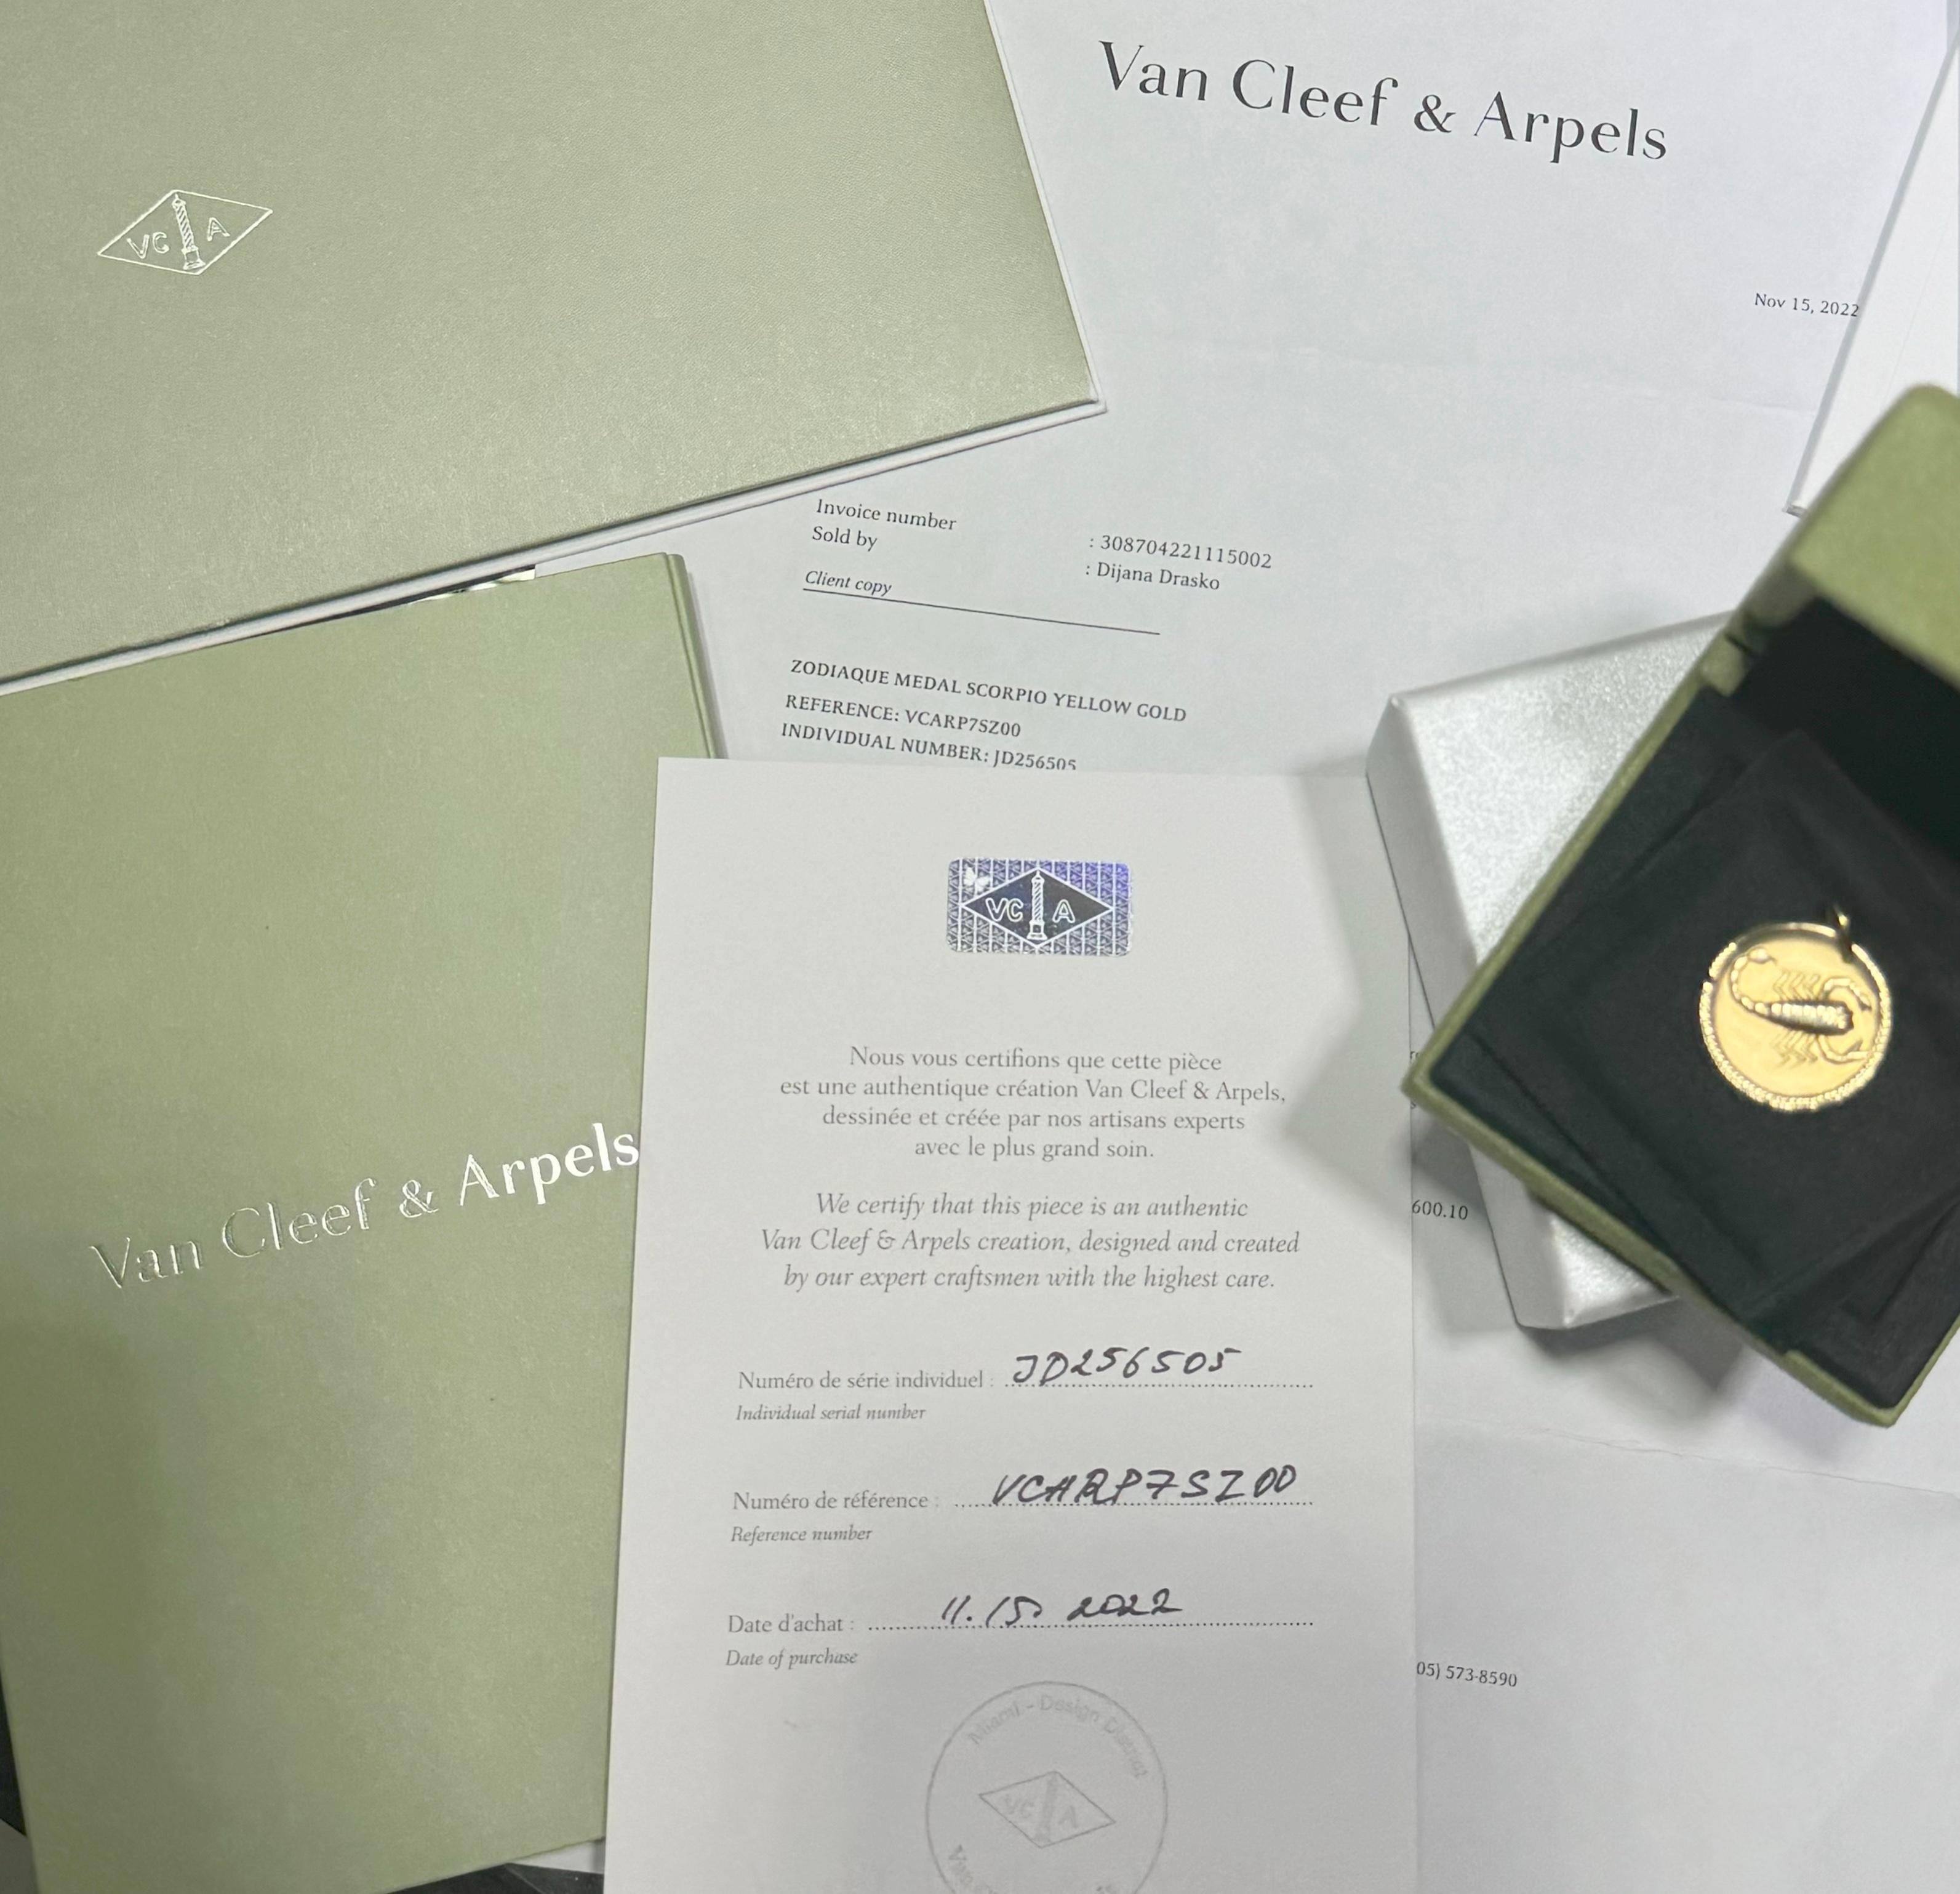 VC A
Van Cleef & Arpels
Nov 15, 2022
Invoice number : 308704221115002
Sold by : Dijana Drasko
Client copy
ZODIAQUE MEDAL SCORPIO YELLOW GOLD
REFERENCE: VCARP7SZ00
INDIVIDUAL NUMBER: JD256505
Van Cleef & Arpels
VC A
Nous vous certifions que cette pièce
est une authentique création Van Cleef & Arpels,
dessinée et créée par nos artisans experts
avec le plus grand soin.
We certify that this piece is an authentic
Van Cleef & Arpels creation, designed and created
by our expert craftsmen with the highest care.
600.10
Numéro de série individuel : JD256505
Individual serial number
Numéro de référence : VCARP7SZ00
Reference number
Date d'achat : 11.15. 2022
Date of purchase
05) 573-8590
Miami - Design District
VC A
Van